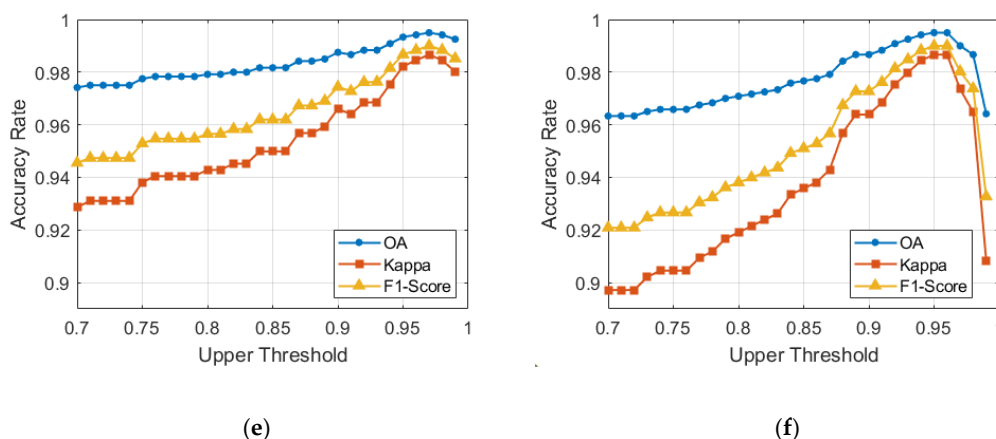 1
0.98
0.96
0.94
0.92
0.9
Accuracy Rate
OA
Kappa
F1-Score
0.7 0.75 0.8 0.85 0.9 0.95 1
Upper Threshold
(e)
1
0.98
0.96
0.94
0.92
0.9
Accuracy Rate
OA
Kappa
F1-Score
0.7 0.75 0.8 0.85 0.9 0.95
Upper Threshold
(f)